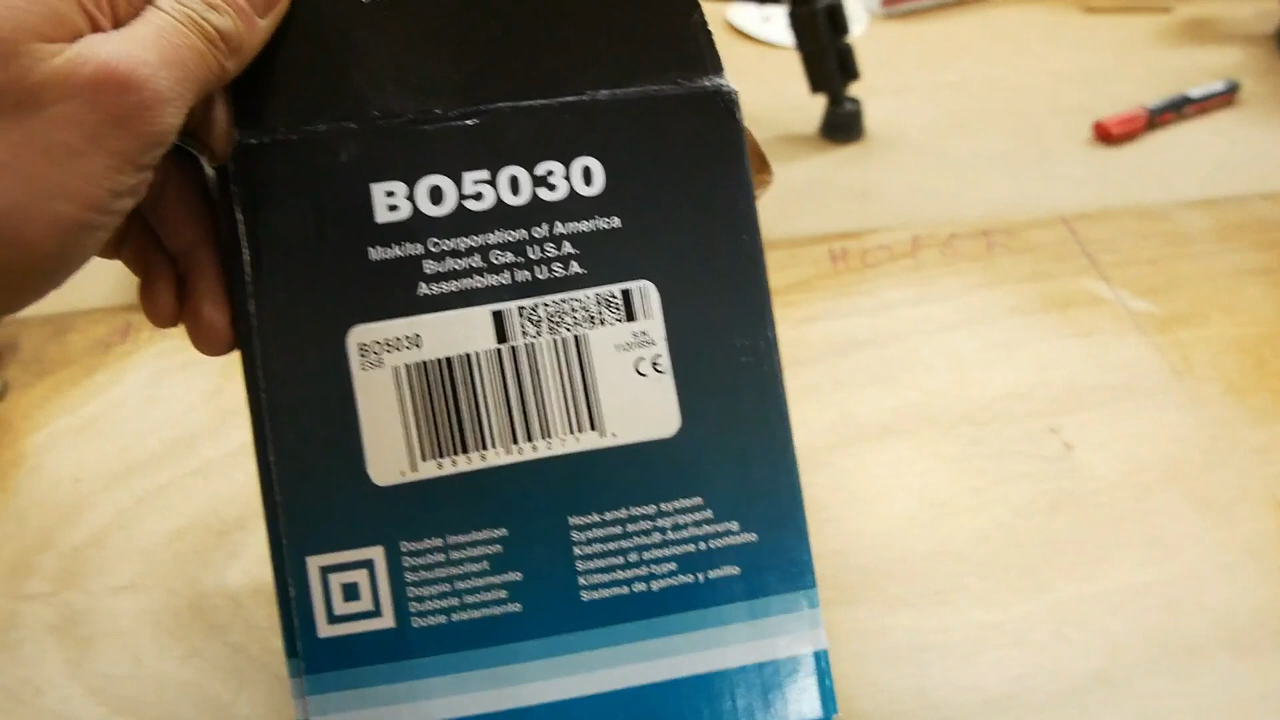 BO5030
Makita Corporation of America
Buford, Ga., U.S.A.
Assembled in U.S.A.
BO5030
S/N
CE
Double insulation
Double isolation
Schutzisoliert
Doppio isolamento
Dubbele isolatie
Doble aislamiento
Hook-and-loop system
Système auto-agrippant
Klettverschluß-Ausführung
Sistema di adesione a contatto
Klittenband-type
Sistema de gancho y anillo